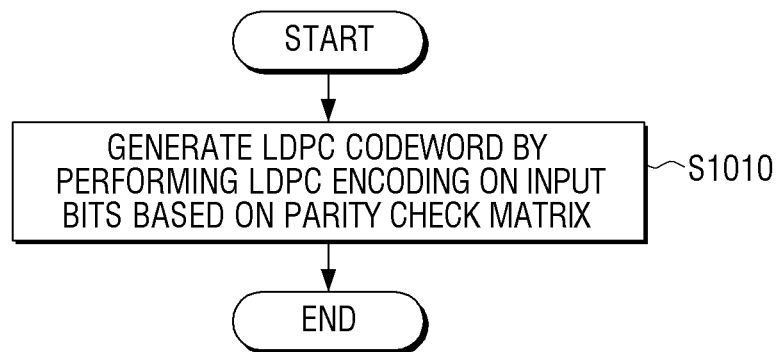 START
GENERATE LDPC CODEWORD BY
PERFORMING LDPC ENCODING ON INPUT
BITS BASED ON PARITY CHECK MATRIX
S1010
END